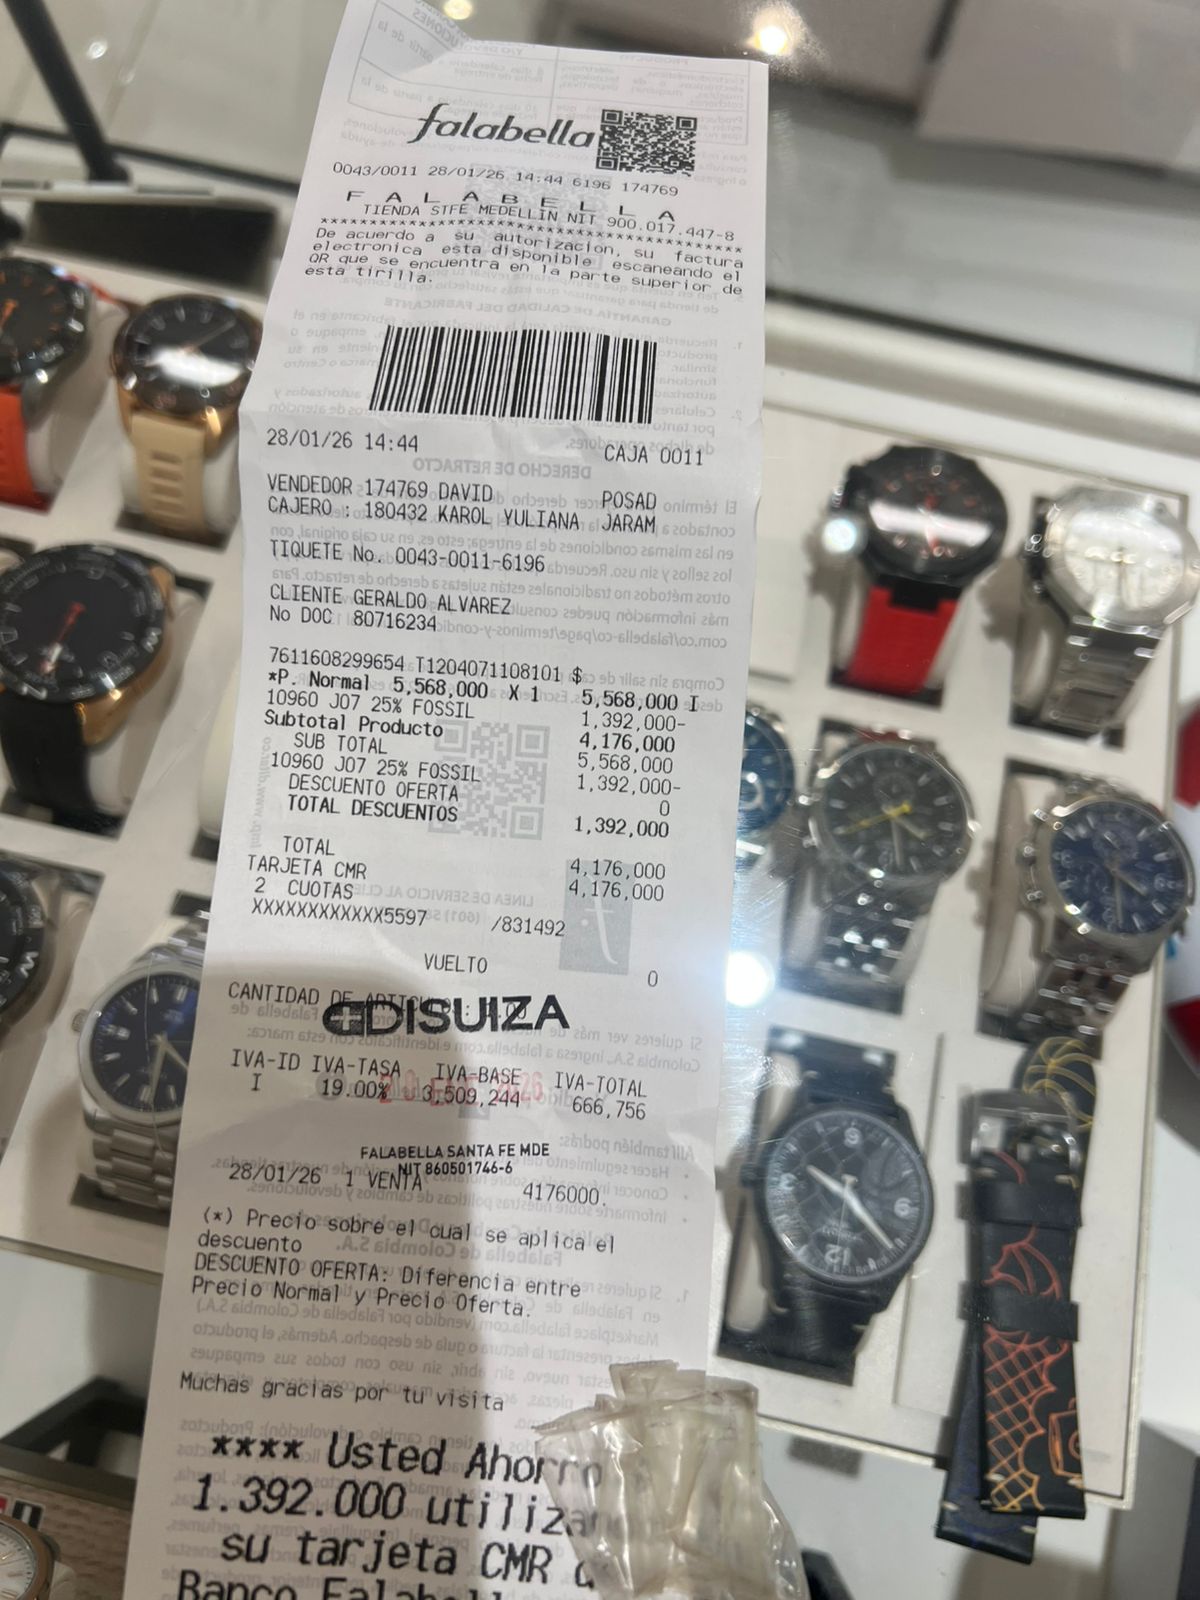 falabella
0043/0011 28/01/26 14:44 6196 174769
F A L A B E L L A
TIENDA STFE MEDELLIN NIT 900.017.447-8
De acuerdo a su autorizacion, su factura
electronica esta disponible escaneando el
QR que se encuentra en la parte superior de
esta tirilla.
28/01/26 14:44 CAJA 0011
VENDEDOR 174769 DAVID POSAD
CAJERO : 180432 KAROL YULIANA JARAM
TIQUETE No. 0043-0011-6196
CLIENTE GERALDO ALVAREZ
No DOC 80716234
7611608299654 T1204071108101 $
*P. Normal 5,568,000 X 1 5,568,000 I
10960 J07 25% FOSSIL 1,392,000-
Subtotal Producto 4,176,000
SUB TOTAL 5,568,000
10960 J07 25% FOSSIL 1,392,000-
DESCUENTO OFERTA 0
TOTAL DESCUENTOS 1,392,000
TOTAL 4,176,000
TARJETA CMR 4,176,000
2 CUOTAS
XXXXXXXXXXXX5597 /831492
VUELTO 0
CANTIDAD DE
DISUIZA
IVA-ID IVA-TASA IVA-BASE IVA-TOTAL
I 19.00% 3,509,244 666,756
FALABELLA SANTA FE MDE
NIT 860501746-6
28/01/26 1 VENTA 4176000.
(*) Precio sobre el cual se aplica el
descuento
DESCUENTO OFERTA: Diferencia entre
Precio Normal y Precio Oferta.
Muchas gracias por tu visita
**** Usted Ahorro
1.392.000
su tarjeta CMR
Banco